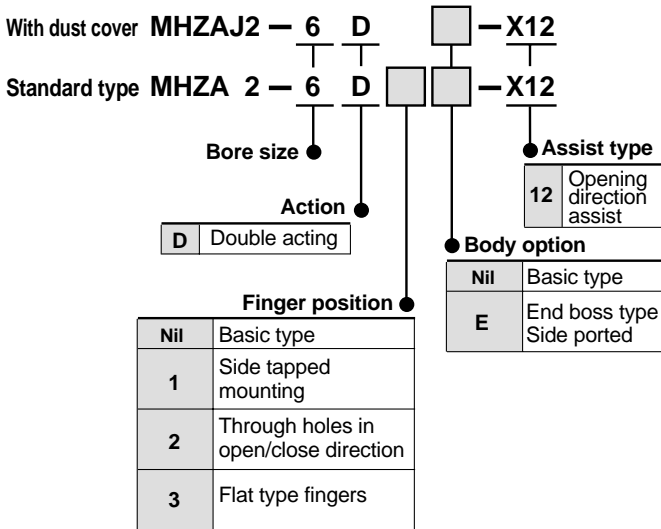 With dust cover MHZAJ2 — 6 D — X12
Standard type MHZA 2 — 6 D — X12
Bore size
Assist type
12 Opening
direction
assist
Action
D Double acting
Body option
Nil Basic type
E End boss type
Side ported
Finger position
Nil Basic type
1 Side tapped
mounting
2 Through holes in
open/close direction
3 Flat type fingers